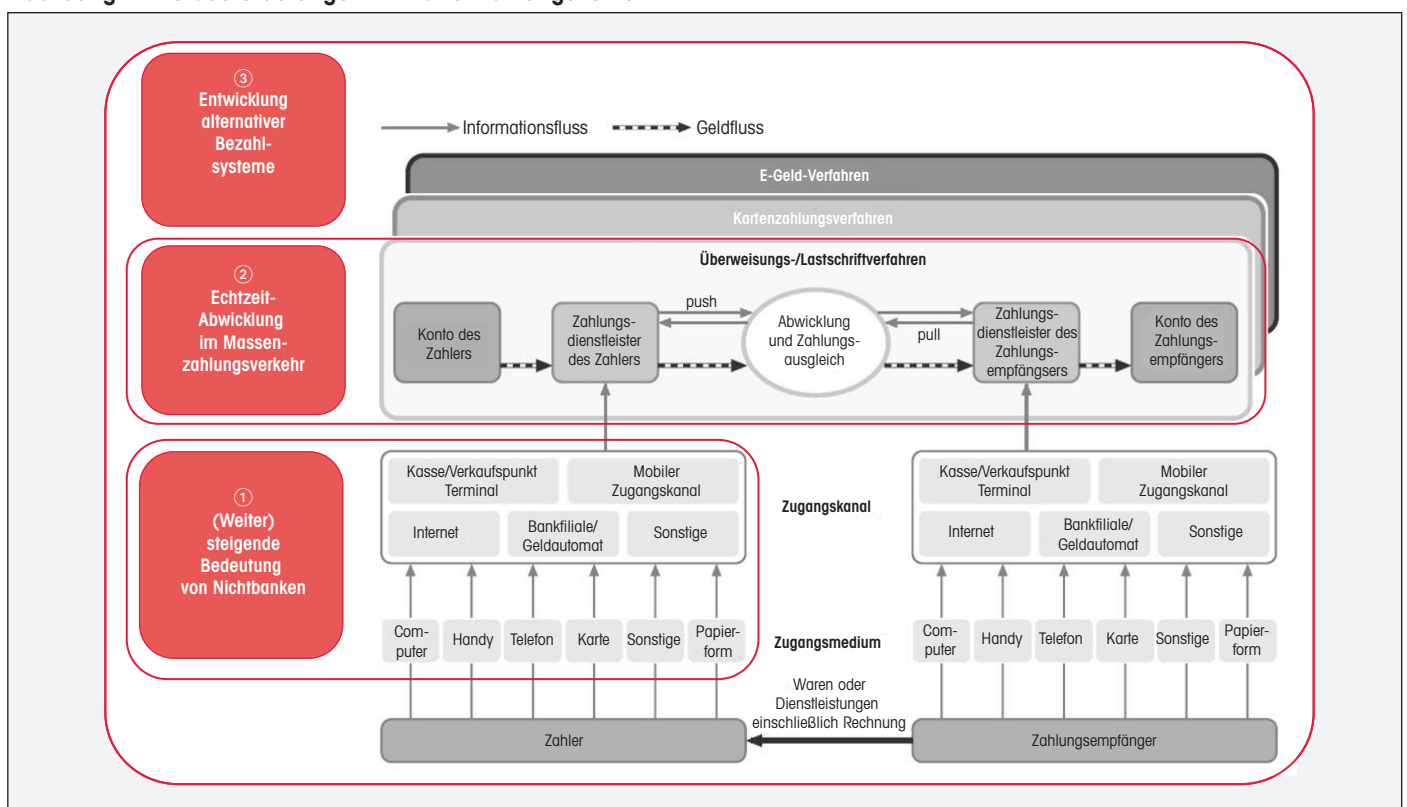 ③
Entwicklung
alternativer
Bezahl-
systeme
Informationsfluss
Geldfluss
E-Geld-Verfahren
Kartenzahlungsverfahren
Überweisungs-/Lastschriftverfahren
②
Echtzeit-
Abwicklung
im Massen-
zahlungsverkehr
Konto des
Zahlers
Zahlungs-
dienstleister
des Zahlers
push
Abwicklung
und Zahlungs-
ausgleich
pull
Zahlungs-
dienstleister des
Zahlungs-
empfängsers
Konto des
Zahlungs-
empfängers
①
(Weiter)
steigende
Bedeutung
von Nichtbanken
Kasse/Verkaufspunkt
Terminal
Mobiler
Zugangskanal
Internet
Bankfiliale/
Geldautomat
Sonstige
Zugangskanal
Kasse/Verkaufspunkt
Terminal
Mobiler
Zugangskanal
Internet
Bankfiliale/
Geldautomat
Sonstige
Com-
puter
Handy
Telefon
Karte
Sonstige
Papier-
form
Zugangsmedium
Com-
puter
Handy
Telefon
Karte
Sonstige
Papier-
form
Waren oder
Dienstleistungen
einschließlich Rechnung
Zahler
Zahlungsempfänger